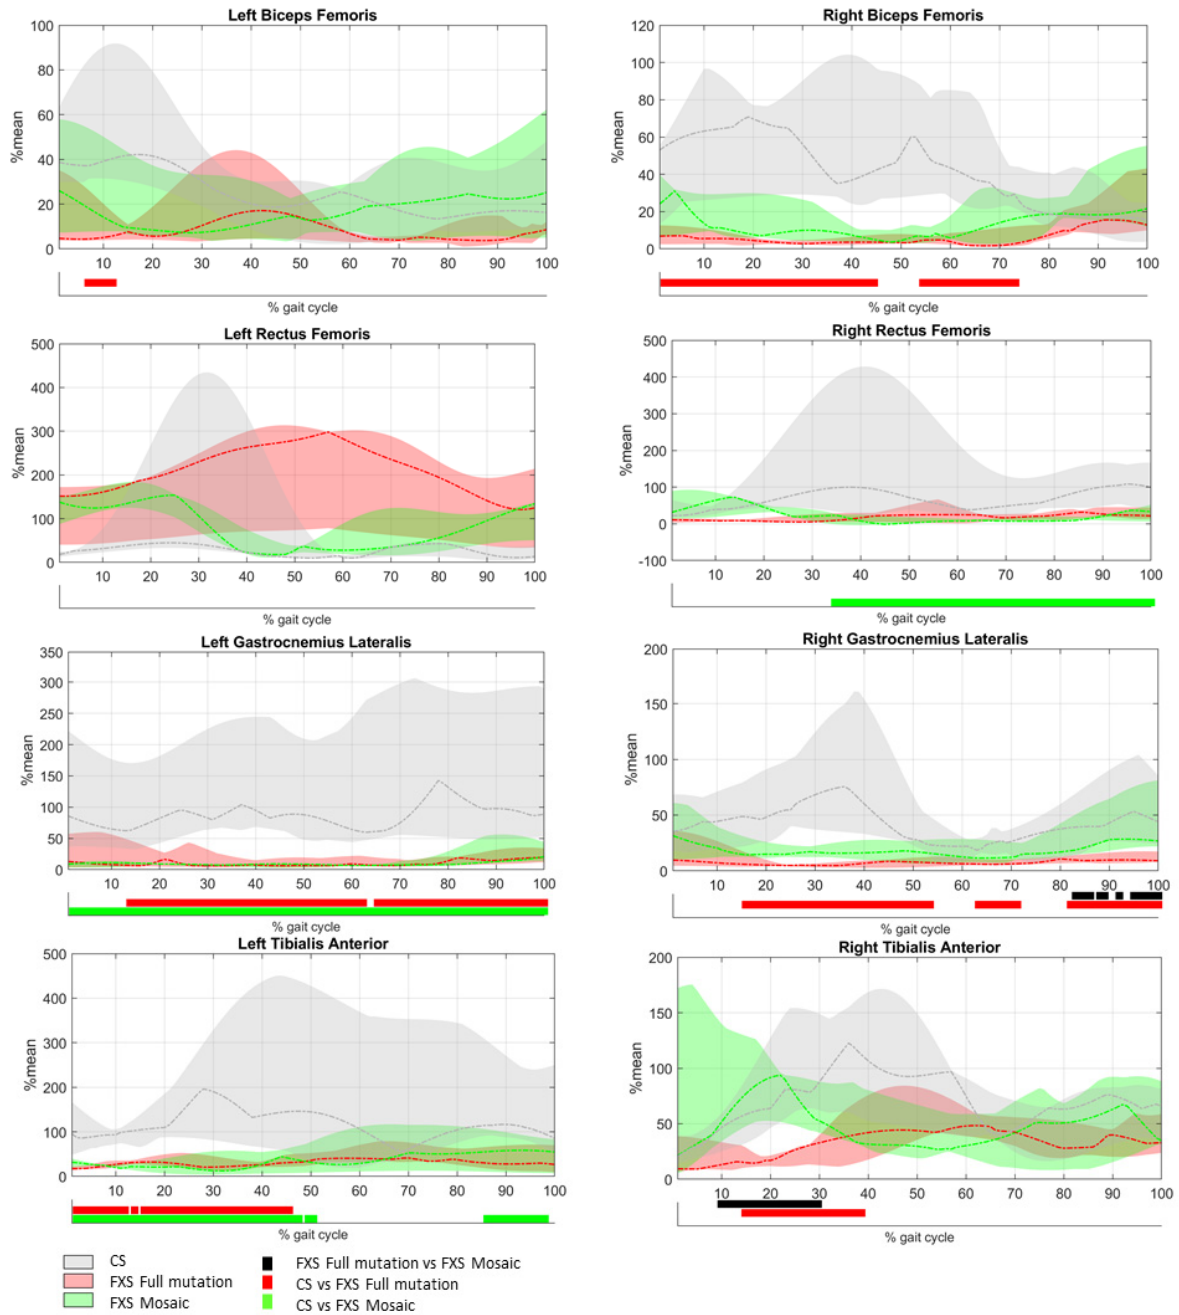 Left Biceps Femoris
100
80
60
40
20
0
%mean
10 20 30 40 50 60 70 80 90 100
% gait cycle
Right Biceps Femoris
120
100
80
60
40
20
0
%mean
10 20 30 40 50 60 70 80 90 100
% gait cycle
Left Rectus Femoris
500
400
300
200
100
0
%mean
10 20 30 40 50 60 70 80 90 100
% gait cycle
Right Rectus Femoris
500
400
300
200
100
0
-100
%mean
10 20 30 40 50 60 70 80 90 100
% gait cycle
Left Gastrocnemius Lateralis
350
300
250
200
150
100
50
0
%mean
10 20 30 40 50 60 70 80 90 100
% gait cycle
Right Gastrocnemius Lateralis
200
150
100
50
0
%mean
10 20 30 40 50 60 70 80 90 100
% gait cycle
Left Tibialis Anterior
500
400
300
200
100
0
%mean
10 20 30 40 50 60 70 80 90 100
% gait cycle
Right Tibialis Anterior
200
150
100
50
0
%mean
10 20 30 40 50 60 70 80 90 100
% gait cycle
CS
FXS Full mutation
FXS Mosaic
FXS Full mutation vs FXS Mosaic
CS vs FXS Full mutation
CS vs FXS Mosaic